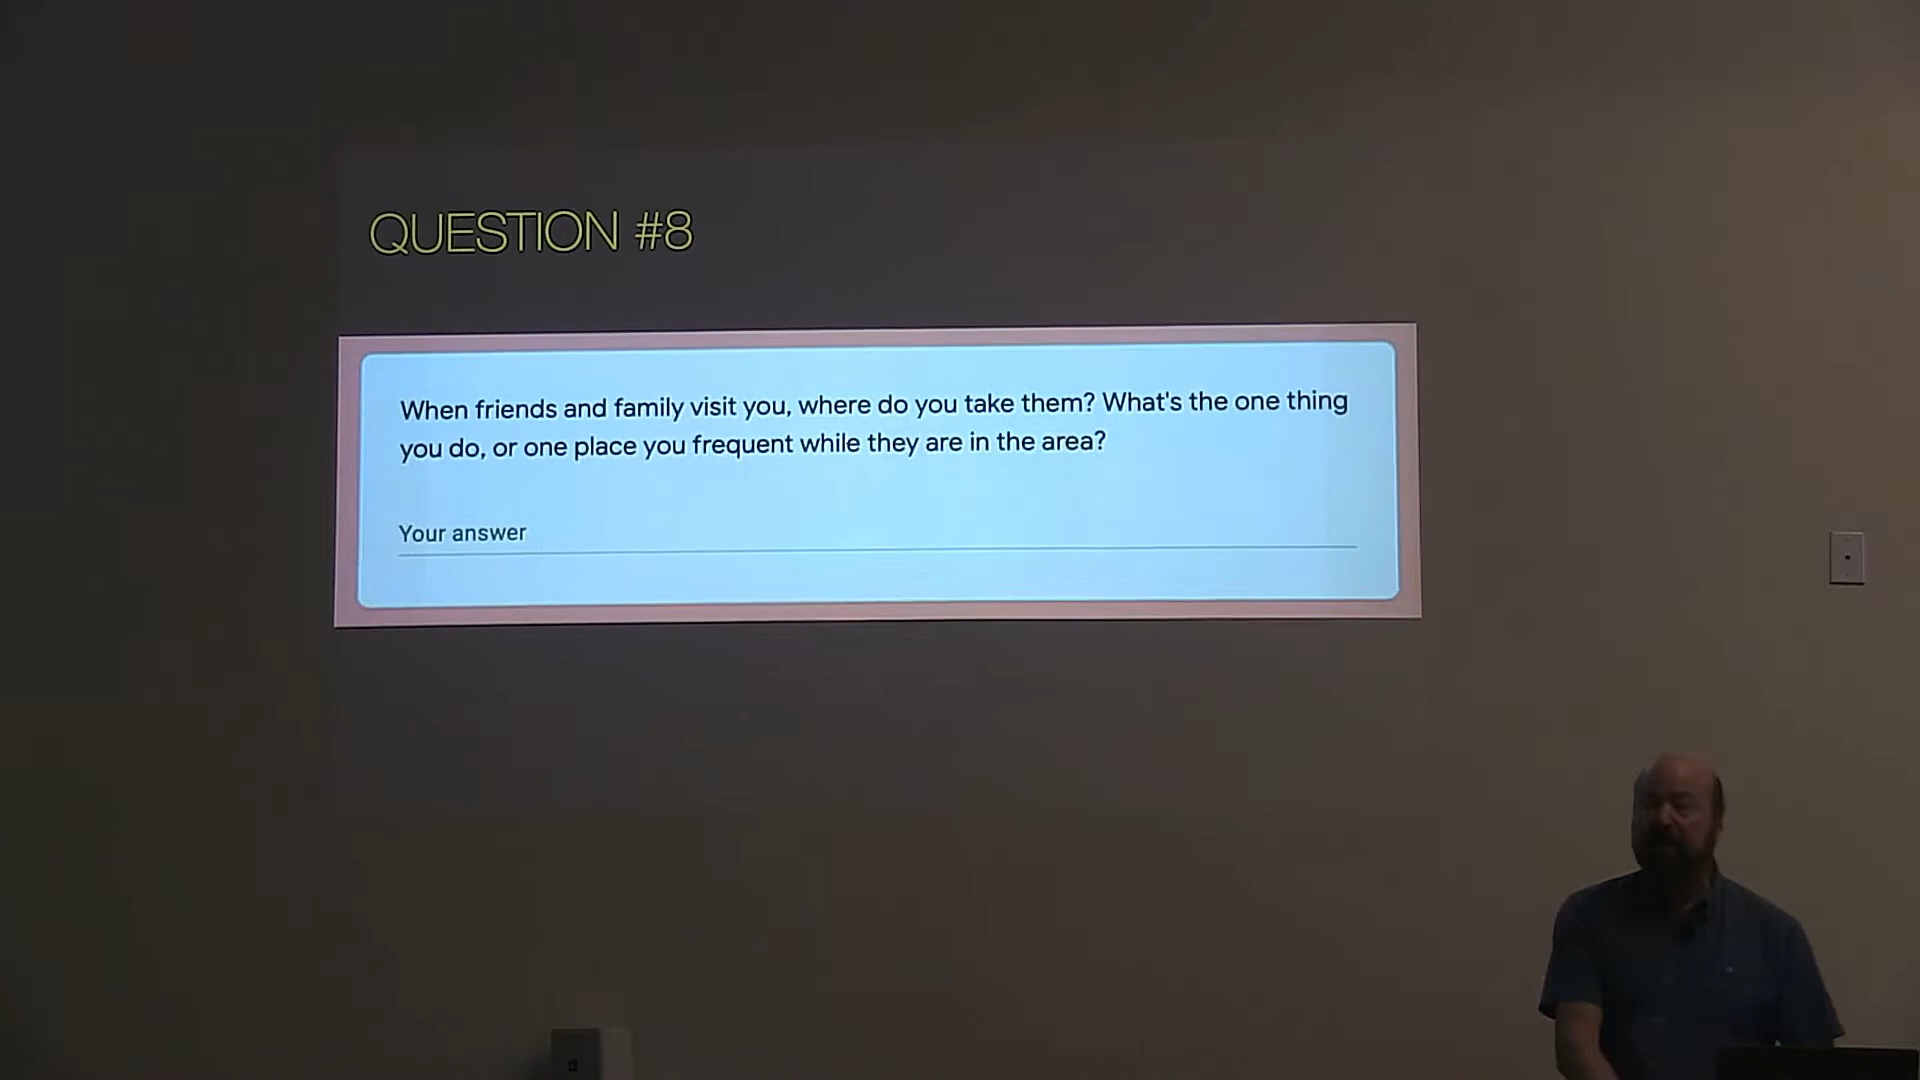 QUESTION #8
When friends and family visit you, where do you take them? What's the one thing
you do, or one place you frequent while they are in the area?
Your answer